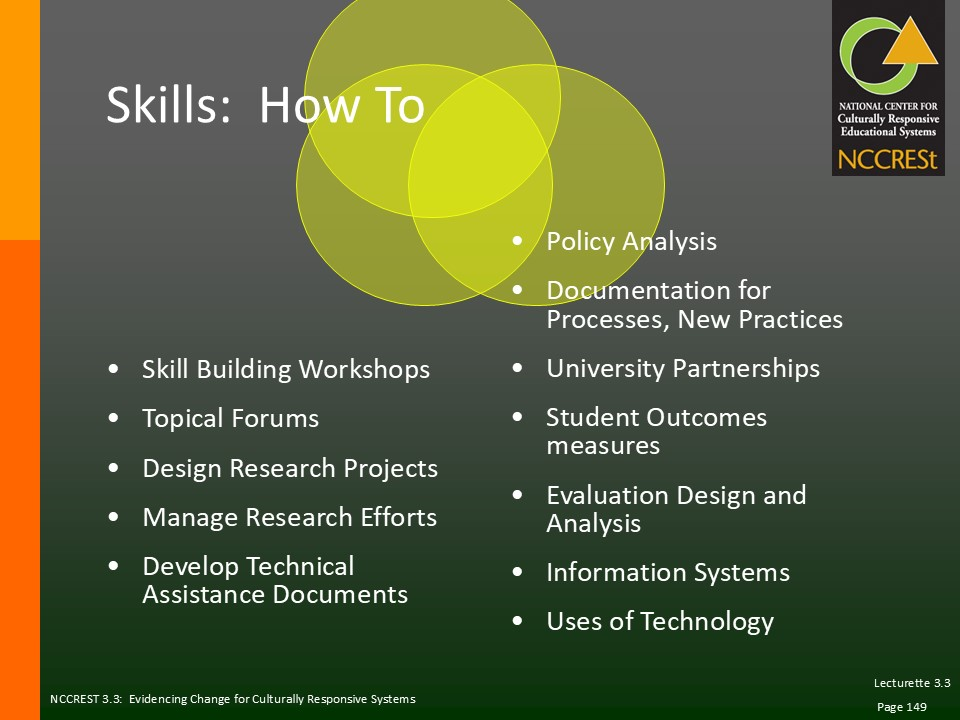 Skills:  How To
NATIONAL CENTER FOR
Culturally Responsive
Educational Systems
NCCRESt
• Skill Building Workshops
• Topical Forums
• Design Research Projects
• Manage Research Efforts
• Develop Technical
Assistance Documents
• Policy Analysis
• Documentation for
Processes, New Practices
• University Partnerships
• Student Outcomes
measures
• Evaluation Design and
Analysis
• Information Systems
• Uses of Technology
NCCREST 3.3:  Evidencing Change for Culturally Responsive Systems
Lecturette 3.3
Page 149